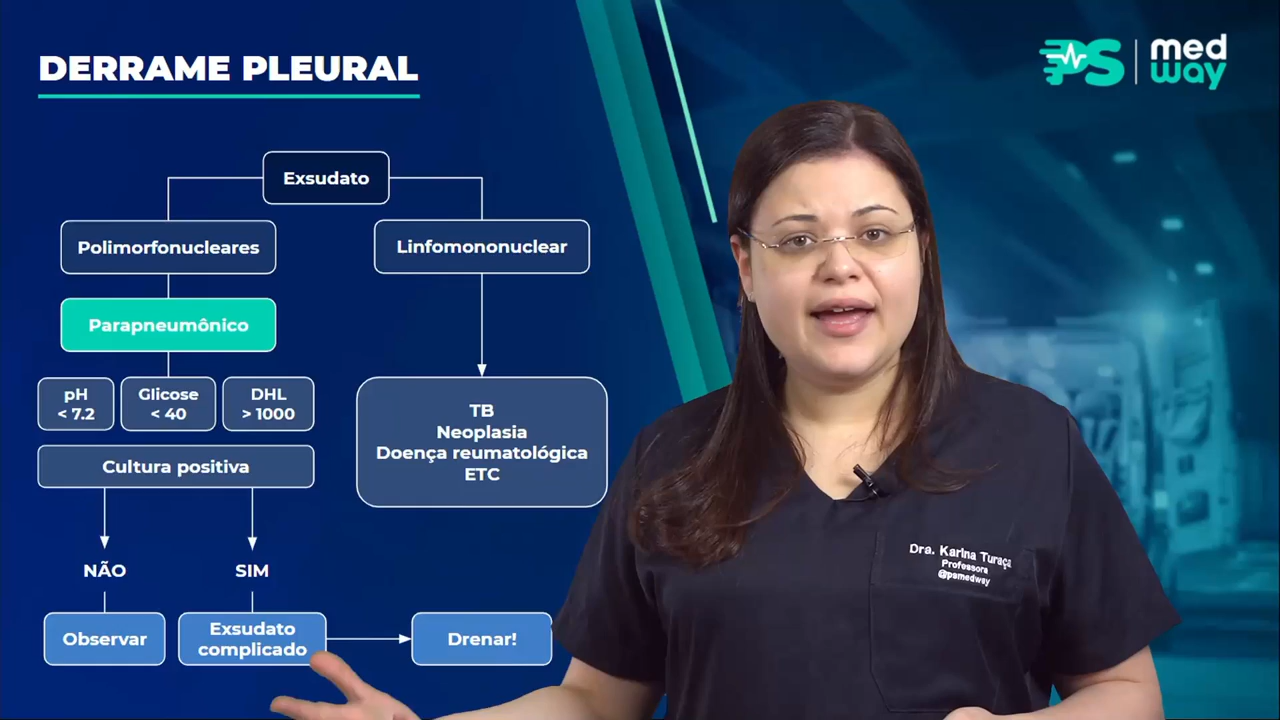 DERRAME PLEURAL
PS
med
way
Exsudato
Polimorfonucleares
Linfomononuclear
Parapneumônico
pH
< 7.2
Glicose
< 40
DHL
> 1000
Cultura positiva
TB
Neoplasia
Doença reumatológica
ETC
NÃO
SIM
Observar
Exsudato
complicado
Drenar!
Dra. Karina Turaça
Professora
@psmedway